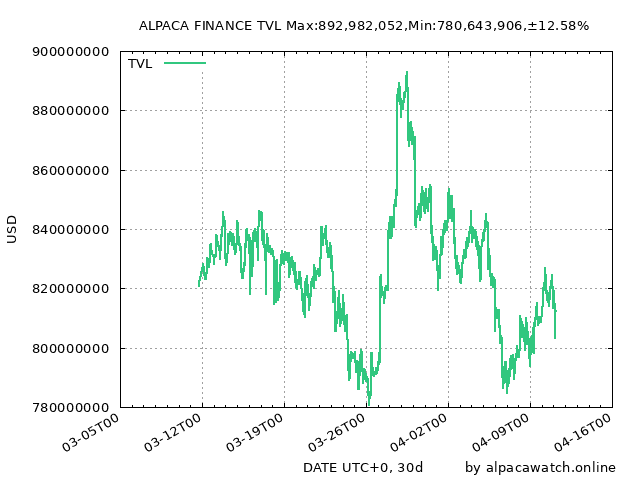 ALPACA FINANCE TVL Max:892,982,052,Min:780,643,906,±12.58%
900000000
TVL
880000000
860000000
840000000
USD
820000000
800000000
780000000
03-05T00 03-12T00 03-19T00 03-26T00 04-02T00 04-09T00 04-16T00
DATE UTC+0, 30d by alpacawatch.online